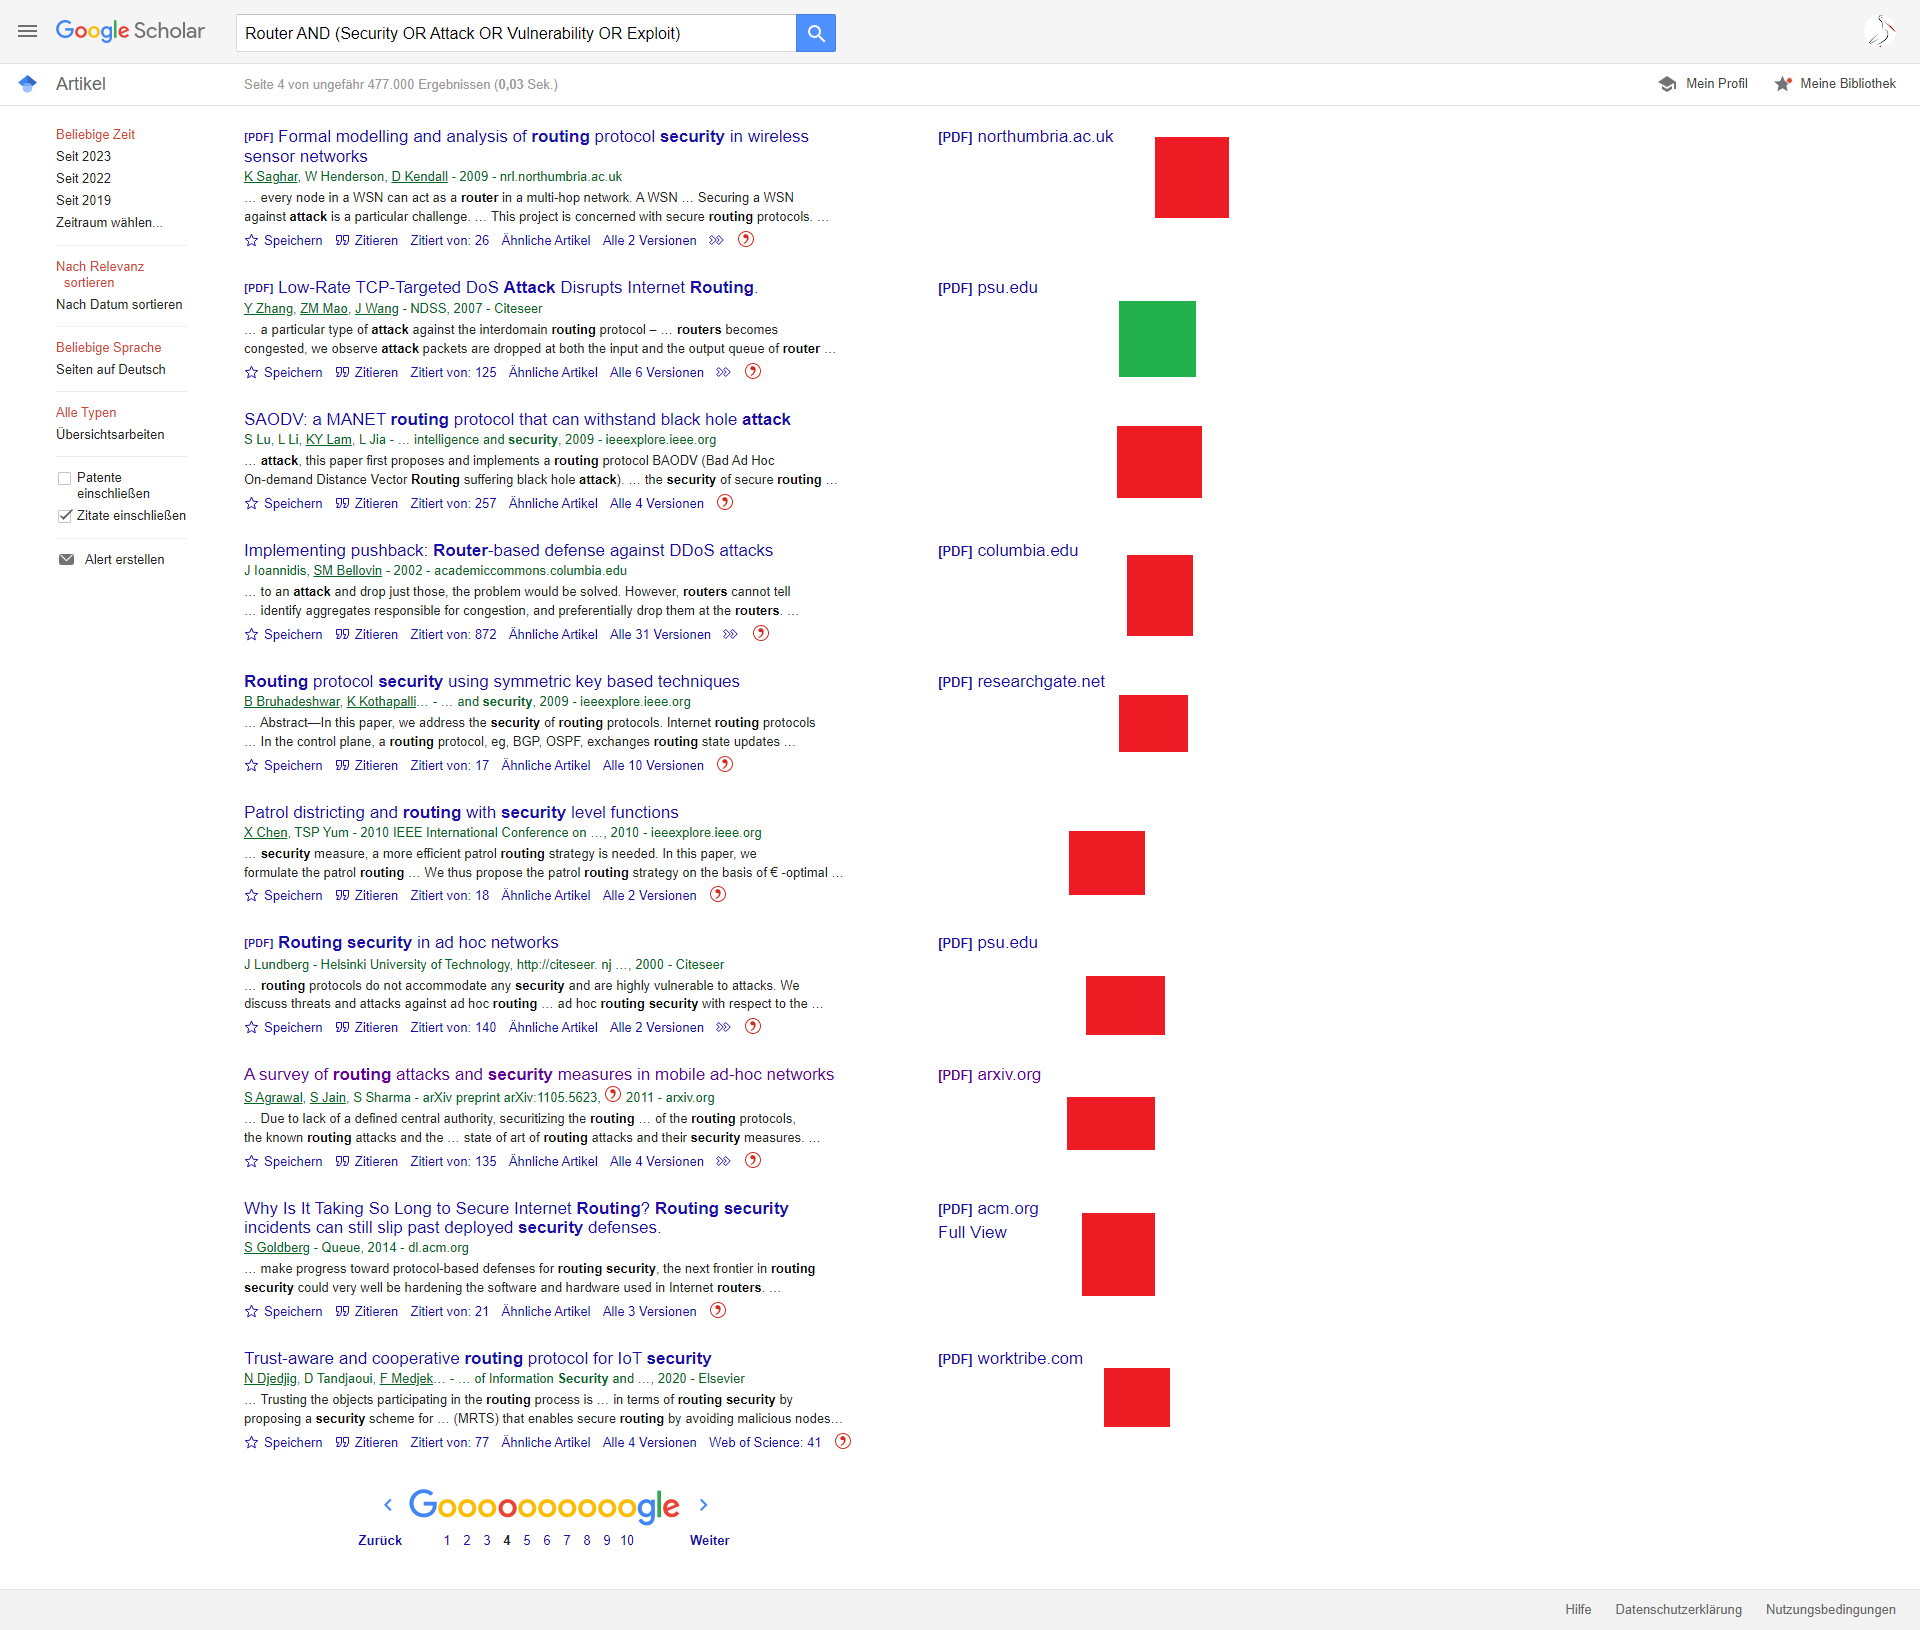 Google Scholar
Router AND (Security OR Attack OR Vulnerability OR Exploit)
Artikel
Seite 4 von ungefähr 477.000 Ergebnissen (0,03 Sek.)
Mein Profil
Meine Bibliothek
Beliebige Zeit
Seit 2023
Seit 2022
Seit 2019
Zeitraum wählen...
Nach Relevanz
sortieren
Nach Datum sortieren
Beliebige Sprache
Seiten auf Deutsch
Alle Typen
Übersichtsarbeiten
Patente
einschließen
Zitate einschließen
Alert erstellen
[PDF] Formal modelling and analysis of routing protocol security in wireless
sensor networks
K Saghar, W Henderson, D Kendall - 2009 - nrl.northumbria.ac.uk
… every node in a WSN can act as a router in a multi-hop network. A WSN … Securing a WSN
against attack is a particular challenge. … This project is concerned with secure routing protocols. …
Speichern Zitieren Zitiert von: 26 Ähnliche Artikel Alle 2 Versionen
[PDF] northumbria.ac.uk
[PDF] Low-Rate TCP-Targeted DoS Attack Disrupts Internet Routing.
Y Zhang, ZM Mao, J Wang - NDSS, 2007 - Citeseer
… a particular type of attack against the interdomain routing protocol – … routers becomes
congested, we observe attack packets are dropped at both the input and the output queue of router …
Speichern Zitieren Zitiert von: 125 Ähnliche Artikel Alle 6 Versionen
[PDF] psu.edu
SAODV: a MANET routing protocol that can withstand black hole attack
S Lu, L Li, KY Lam, L Jia - … intelligence and security, 2009 - ieeexplore.ieee.org
… attack, this paper first proposes and implements a routing protocol BAODV (Bad Ad Hoc
On-demand Distance Vector Routing suffering black hole attack). … the security of secure routing …
Speichern Zitieren Zitiert von: 257 Ähnliche Artikel Alle 4 Versionen
Implementing pushback: Router-based defense against DDoS attacks
J Ioannidis, SM Bellovin - 2002 - academiccommons.columbia.edu
… to an attack and drop just those, the problem would be solved. However, routers cannot tell
… identify aggregates responsible for congestion, and preferentially drop them at the routers. …
Speichern Zitieren Zitiert von: 872 Ähnliche Artikel Alle 31 Versionen
[PDF] columbia.edu
Routing protocol security using symmetric key based techniques
B Bruhadeshwar, K Kothapalli… - … and security, 2009 - ieeexplore.ieee.org
… Abstract—In this paper, we address the security of routing protocols. Internet routing protocols
… In the control plane, a routing protocol, eg, BGP, OSPF, exchanges routing state updates …
Speichern Zitieren Zitiert von: 17 Ähnliche Artikel Alle 10 Versionen
[PDF] researchgate.net
Patrol districting and routing with security level functions
X Chen, TSP Yum - 2010 IEEE International Conference on …, 2010 - ieeexplore.ieee.org
… security measure, a more efficient patrol routing strategy is needed. In this paper, we
formulate the patrol routing … We thus propose the patrol routing strategy on the basis of € -optimal …
Speichern Zitieren Zitiert von: 18 Ähnliche Artikel Alle 2 Versionen
[PDF] Routing security in ad hoc networks
J Lundberg - Helsinki University of Technology, http://citeseer. nj …, 2000 - Citeseer
… routing protocols do not accommodate any security and are highly vulnerable to attacks. We
discuss threats and attacks against ad hoc routing … ad hoc routing security with respect to the …
Speichern Zitieren Zitiert von: 140 Ähnliche Artikel Alle 2 Versionen
[PDF] psu.edu
A survey of routing attacks and security measures in mobile ad-hoc networks
S Agrawal, S Jain, S Sharma - arXiv preprint arXiv:1105.5623, 2011 - arxiv.org
… Due to lack of a defined central authority, securitizing the routing … of the routing protocols,
the known routing attacks and the … state of art of routing attacks and their security measures. …
Speichern Zitieren Zitiert von: 135 Ähnliche Artikel Alle 4 Versionen
[PDF] arxiv.org
Why Is It Taking So Long to Secure Internet Routing? Routing security
incidents can still slip past deployed security defenses.
S Goldberg - Queue, 2014 - dl.acm.org
… make progress toward protocol-based defenses for routing security, the next frontier in routing
security could very well be hardening the software and hardware used in Internet routers. …
Speichern Zitieren Zitiert von: 21 Ähnliche Artikel Alle 3 Versionen
[PDF] acm.org
Full View
Trust-aware and cooperative routing protocol for IoT security
N Djedjig, D Tandjaoui, F Medjek… - … of Information Security and …, 2020 - Elsevier
… Trusting the objects participating in the routing process is … in terms of routing security by
proposing a security scheme for … (MRTS) that enables secure routing by avoiding malicious nodes…
Speichern Zitieren Zitiert von: 77 Ähnliche Artikel Alle 4 Versionen Web of Science: 41
[PDF] worktribe.com
Goooooooooogle
Zurück 1 2 3 4 5 6 7 8 9 10 Weiter
Hilfe Datenschutzerklärung Nutzungsbedingungen